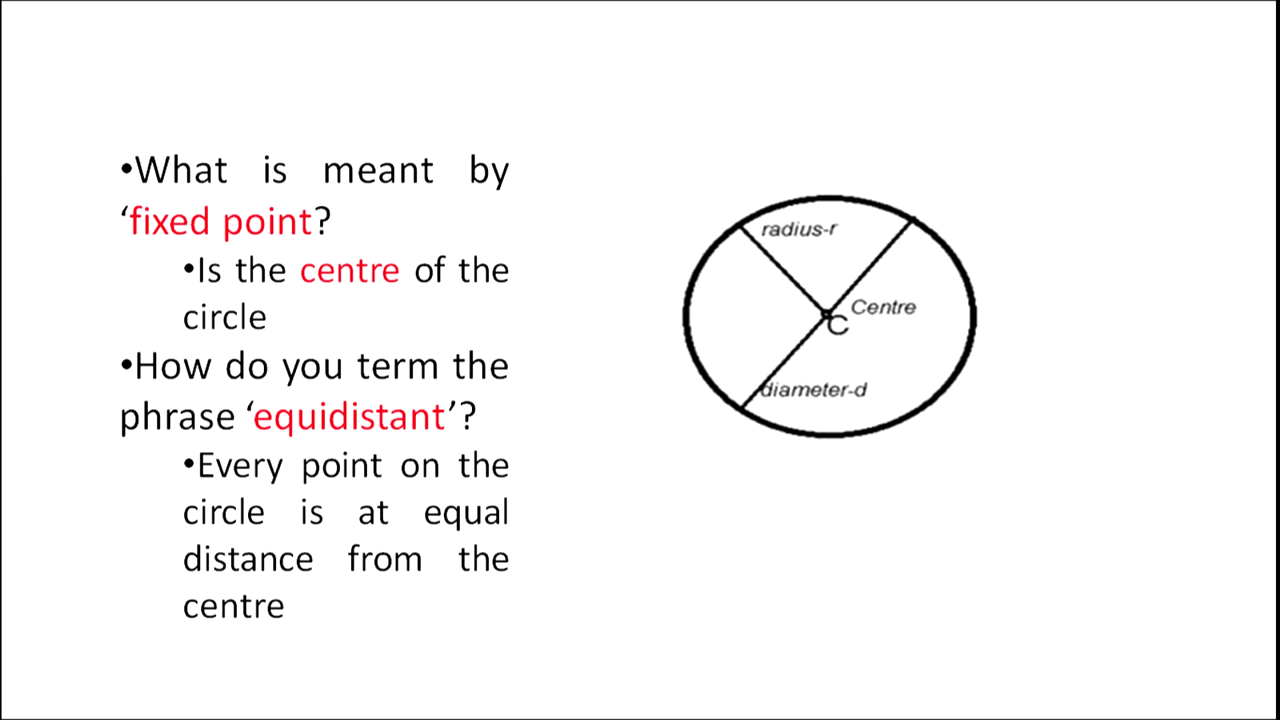 •What is meant by
‘fixed point?
•Is the centre of the
circle
•How do you term the
phrase ‘equidistant’?
•Every point on the
circle is at equal
distance from the
centre
radius-r
Centre
C
diameter-d